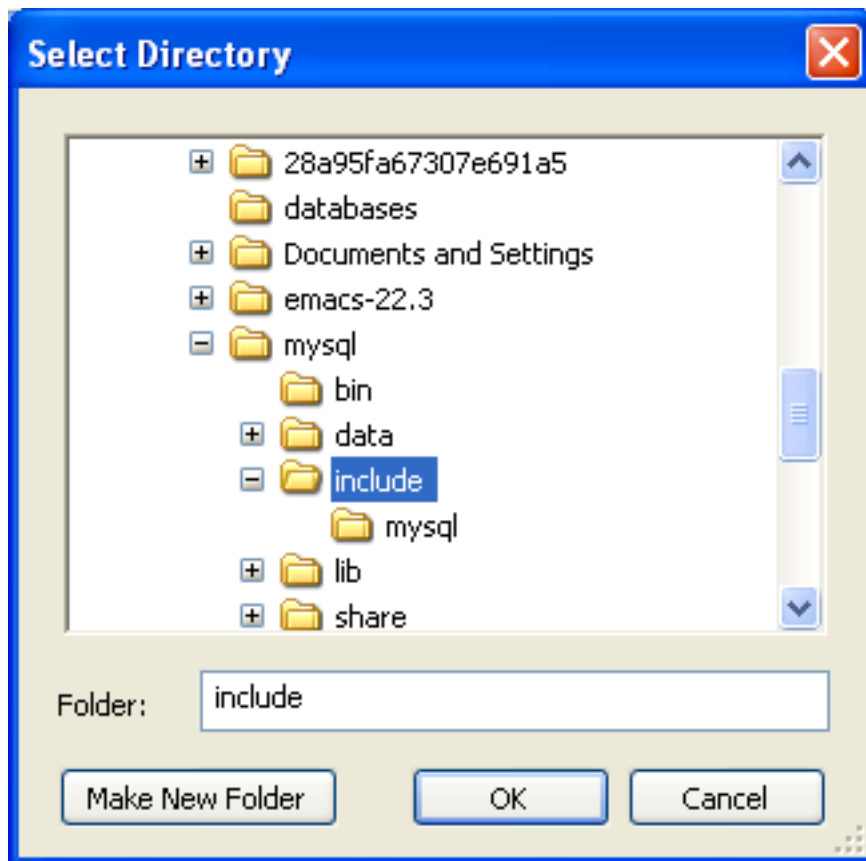 Select Directory
28a95fa67307e691a5
databases
Documents and Settings
emacs-22.3
mysql
bin
data
include
mysql
lib
share
Folder: include
Make New Folder OK Cancel